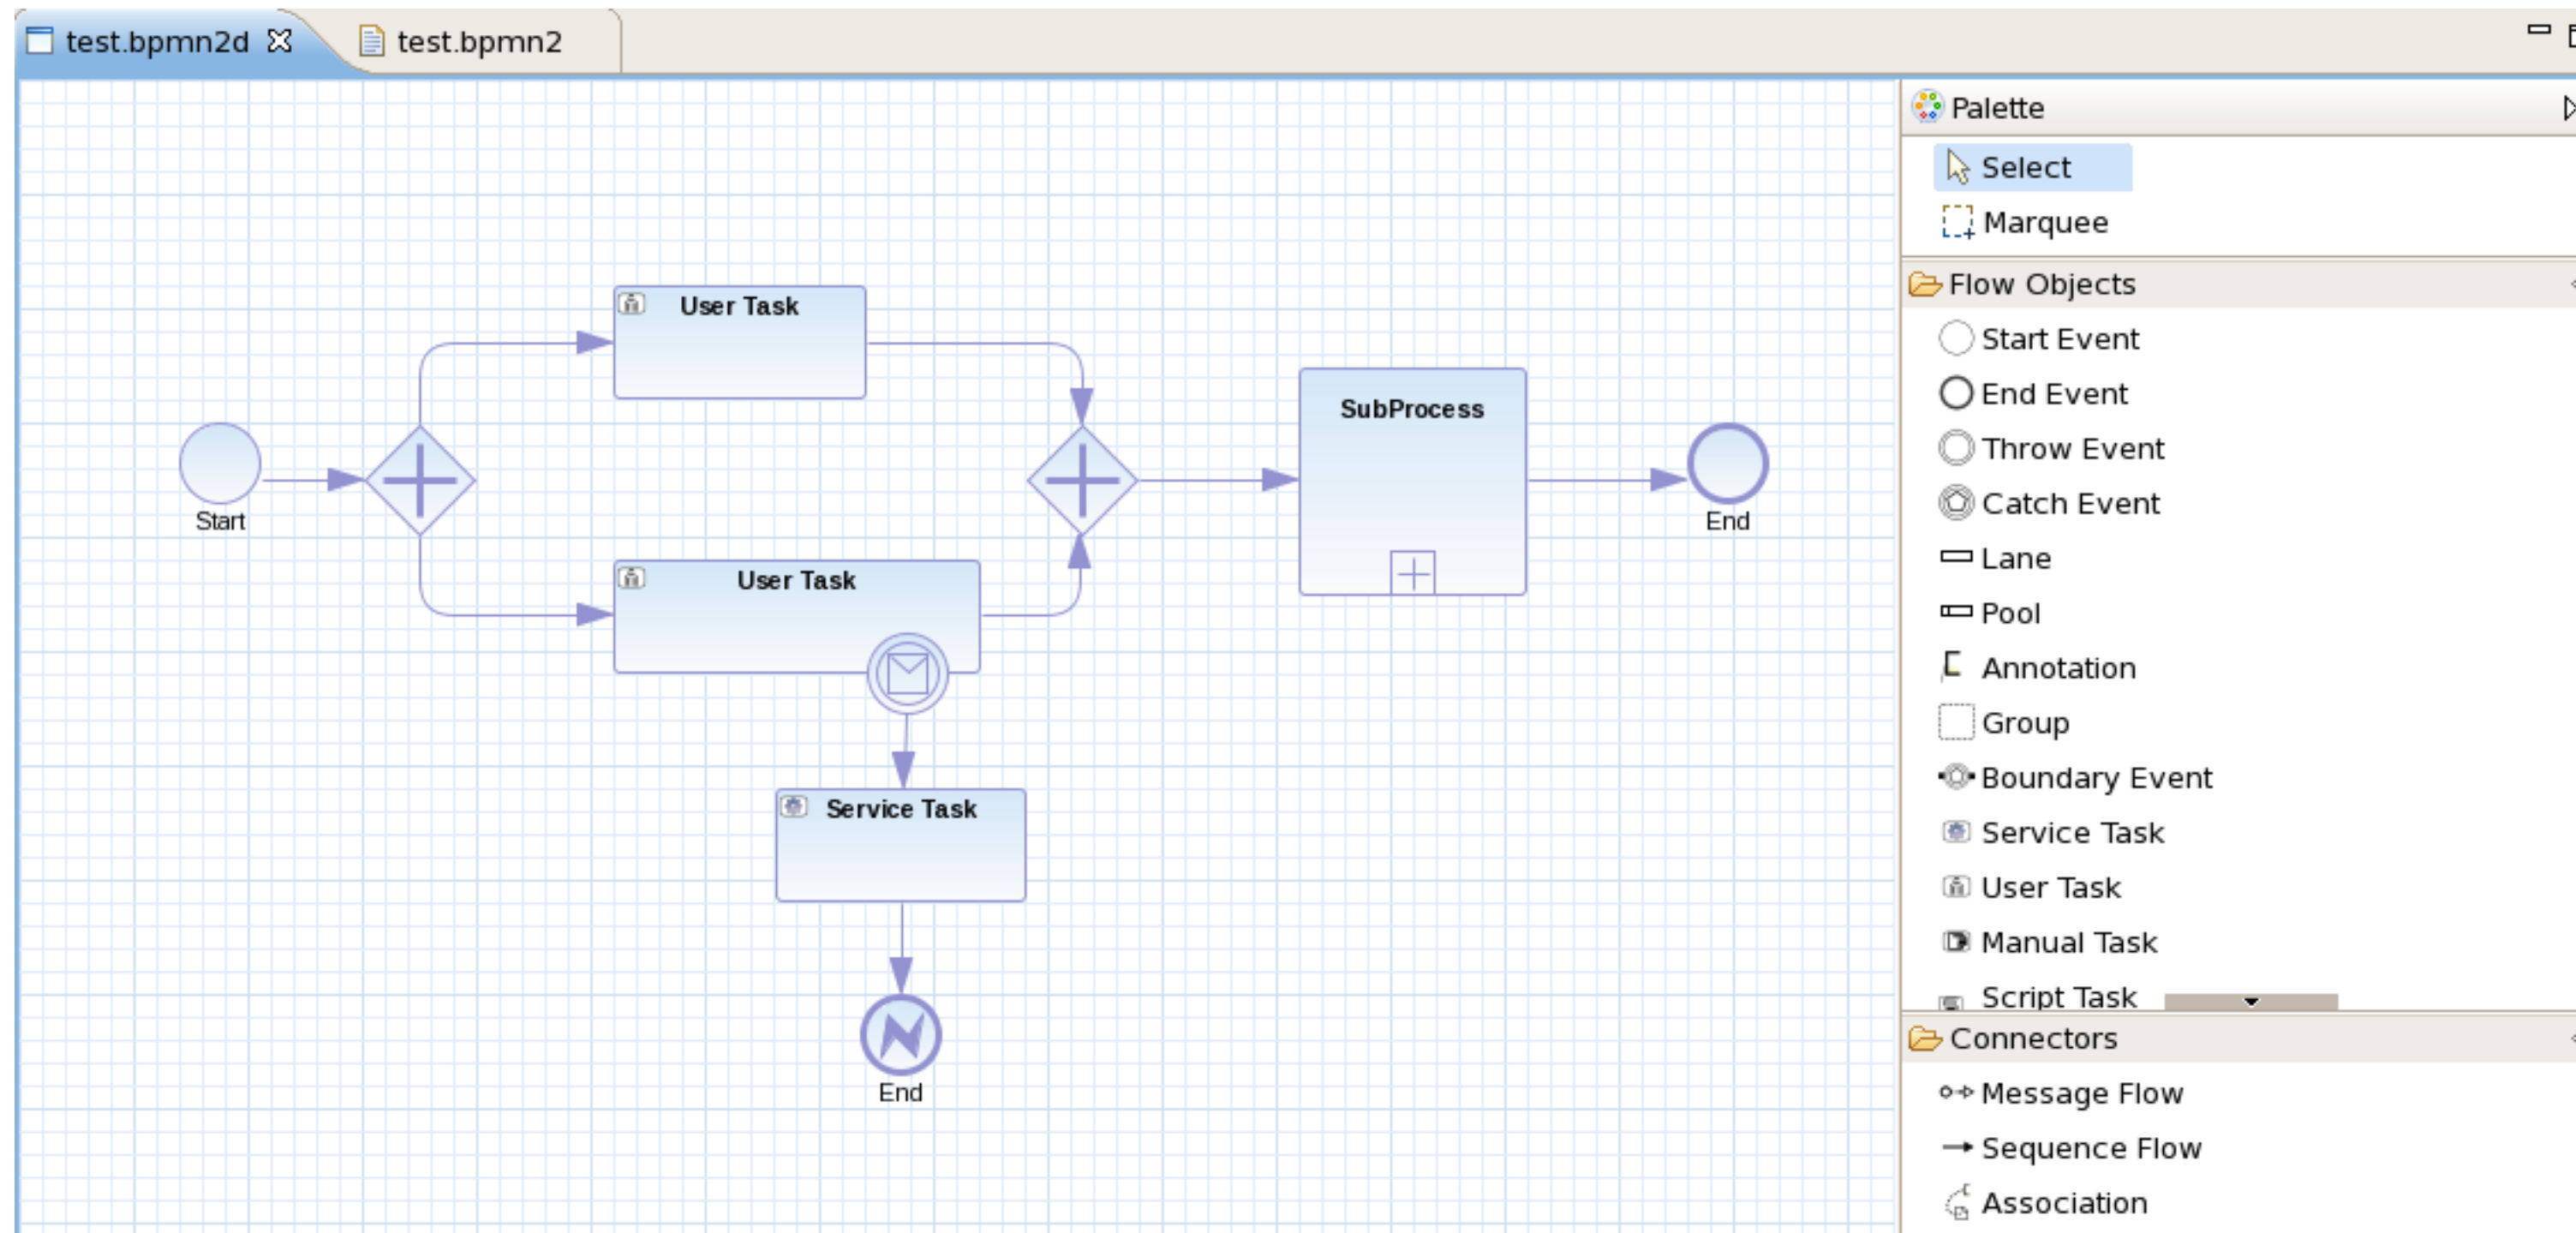 test.bpmn2d
test.bpmn2
Palette
Select
Marquee
Flow Objects
Start Event
End Event
Throw Event
Catch Event
Lane
Pool
Annotation
Group
Boundary Event
Service Task
User Task
Manual Task
Script Task
Connectors
Message Flow
Sequence Flow
Association
User Task
SubProcess
Start
End
User Task
Service Task
End